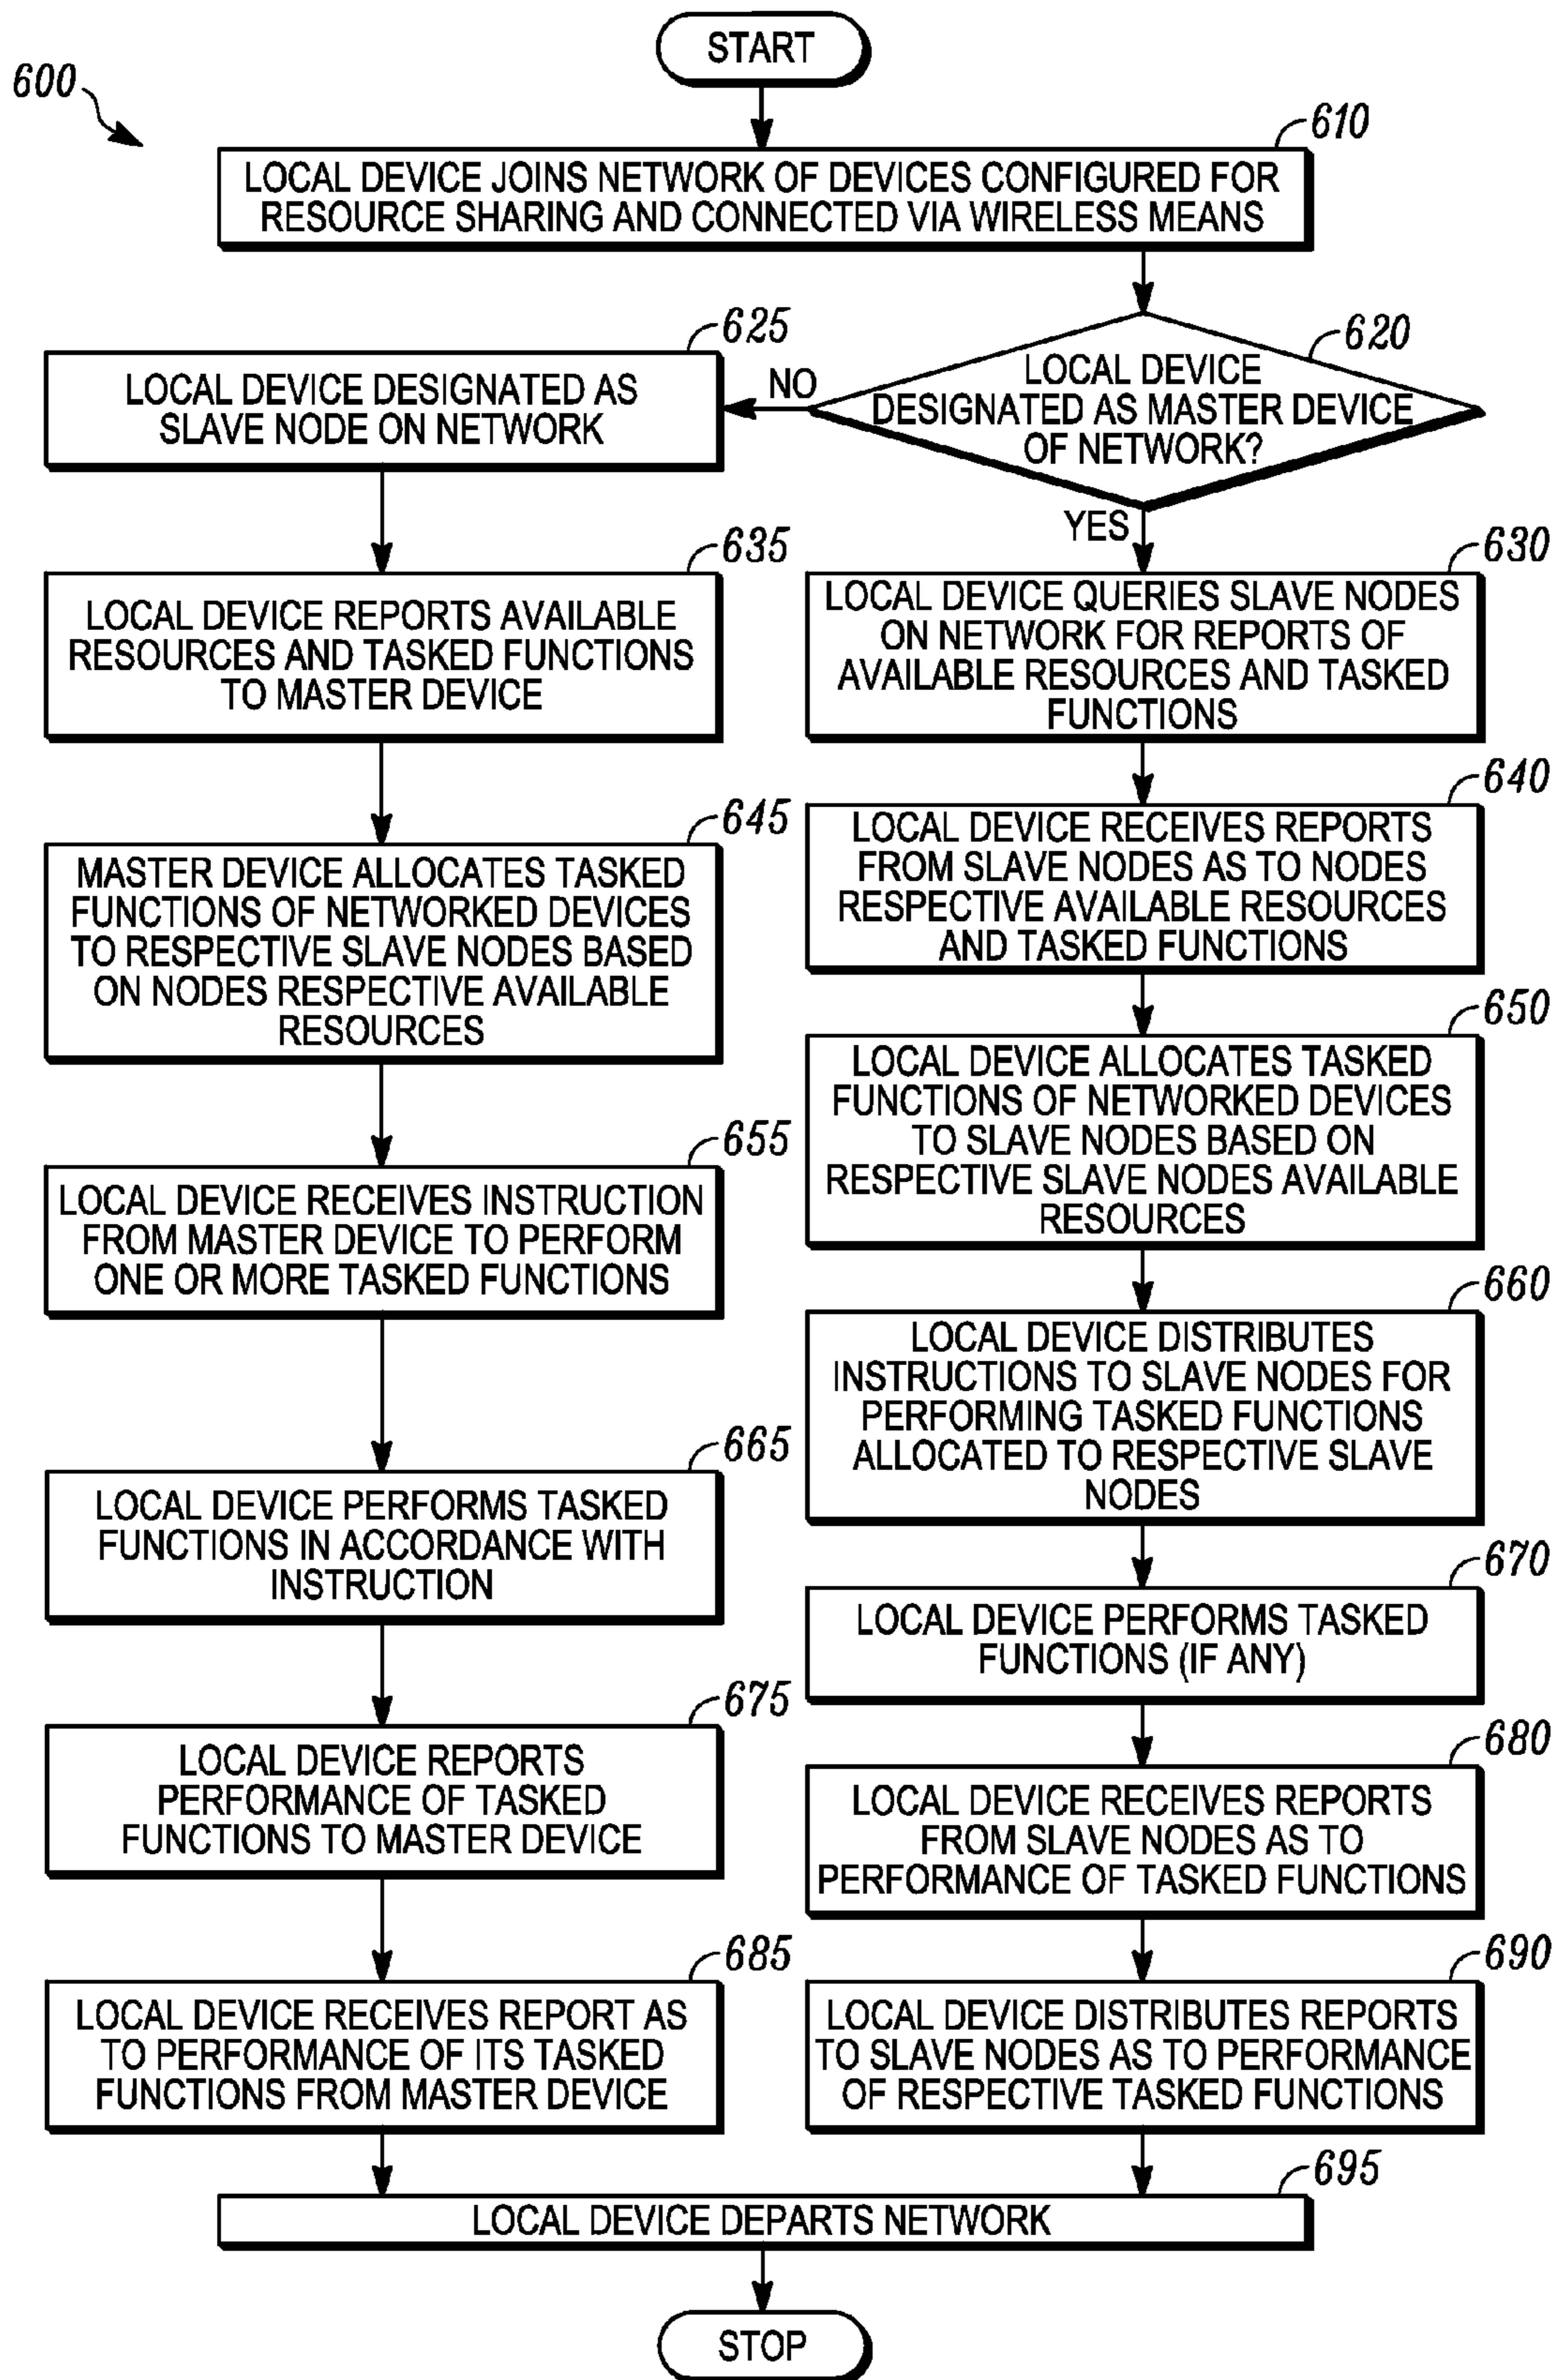 START
600
610
LOCAL DEVICE JOINS NETWORK OF DEVICES CONFIGURED FOR
RESOURCE SHARING AND CONNECTED VIA WIRELESS MEANS
620
LOCAL DEVICE
DESIGNATED AS MASTER DEVICE
OF NETWORK?
NO
YES
625
LOCAL DEVICE DESIGNATED AS
SLAVE NODE ON NETWORK
635
LOCAL DEVICE REPORTS AVAILABLE
RESOURCES AND TASKED FUNCTIONS
TO MASTER DEVICE
645
MASTER DEVICE ALLOCATES TASKED
FUNCTIONS OF NETWORKED DEVICES
TO RESPECTIVE SLAVE NODES BASED
ON NODES RESPECTIVE AVAILABLE
RESOURCES
655
LOCAL DEVICE RECEIVES INSTRUCTION
FROM MASTER DEVICE TO PERFORM
ONE OR MORE TASKED FUNCTIONS
665
LOCAL DEVICE PERFORMS TASKED
FUNCTIONS IN ACCORDANCE WITH
INSTRUCTION
675
LOCAL DEVICE REPORTS
PERFORMANCE OF TASKED
FUNCTIONS TO MASTER DEVICE
685
LOCAL DEVICE RECEIVES REPORT AS
TO PERFORMANCE OF ITS TASKED
FUNCTIONS FROM MASTER DEVICE
630
LOCAL DEVICE QUERIES SLAVE NODES
ON NETWORK FOR REPORTS OF
AVAILABLE RESOURCES AND TASKED
FUNCTIONS
640
LOCAL DEVICE RECEIVES REPORTS
FROM SLAVE NODES AS TO NODES
RESPECTIVE AVAILABLE RESOURCES
AND TASKED FUNCTIONS
650
LOCAL DEVICE ALLOCATES TASKED
FUNCTIONS OF NETWORKED DEVICES
TO SLAVE NODES BASED ON
RESPECTIVE SLAVE NODES AVAILABLE
RESOURCES
660
LOCAL DEVICE DISTRIBUTES
INSTRUCTIONS TO SLAVE NODES FOR
PERFORMING TASKED FUNCTIONS
ALLOCATED TO RESPECTIVE SLAVE
NODES
670
LOCAL DEVICE PERFORMS TASKED
FUNCTIONS (IF ANY)
680
LOCAL DEVICE RECEIVES REPORTS
FROM SLAVE NODES AS TO
PERFORMANCE OF TASKED FUNCTIONS
690
LOCAL DEVICE DISTRIBUTES REPORTS
TO SLAVE NODES AS TO PERFORMANCE
OF RESPECTIVE TASKED FUNCTIONS
695
LOCAL DEVICE DEPARTS NETWORK
STOP